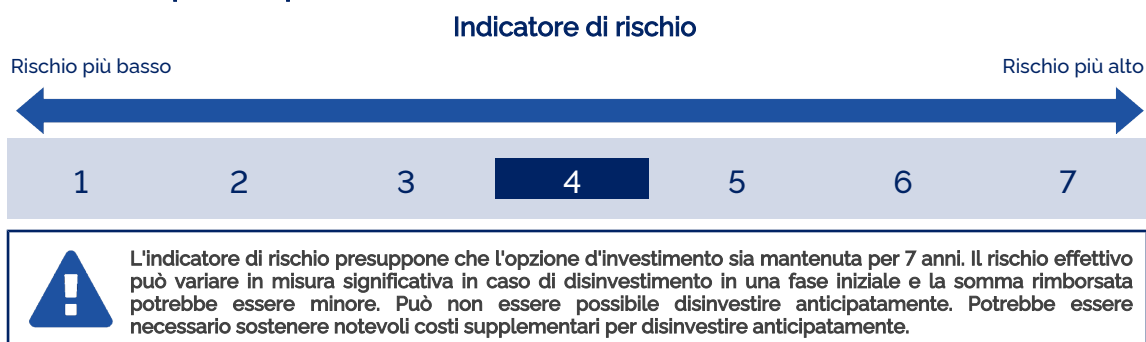 Indicatore di rischio
Rischio più basso
Rischio più alto
1 2 3 4 5 6 7
L'indicatore di rischio presuppone che l'opzione d'investimento sia mantenuta per 7 anni. Il rischio effettivo
può variare in misura significativa in caso di disinvestimento in una fase iniziale e la somma rimborsata
potrebbe essere minore. Può non essere possibile disinvestire anticipatamente. Potrebbe essere
necessario sostenere notevoli costi supplementari per disinvestire anticipatamente.